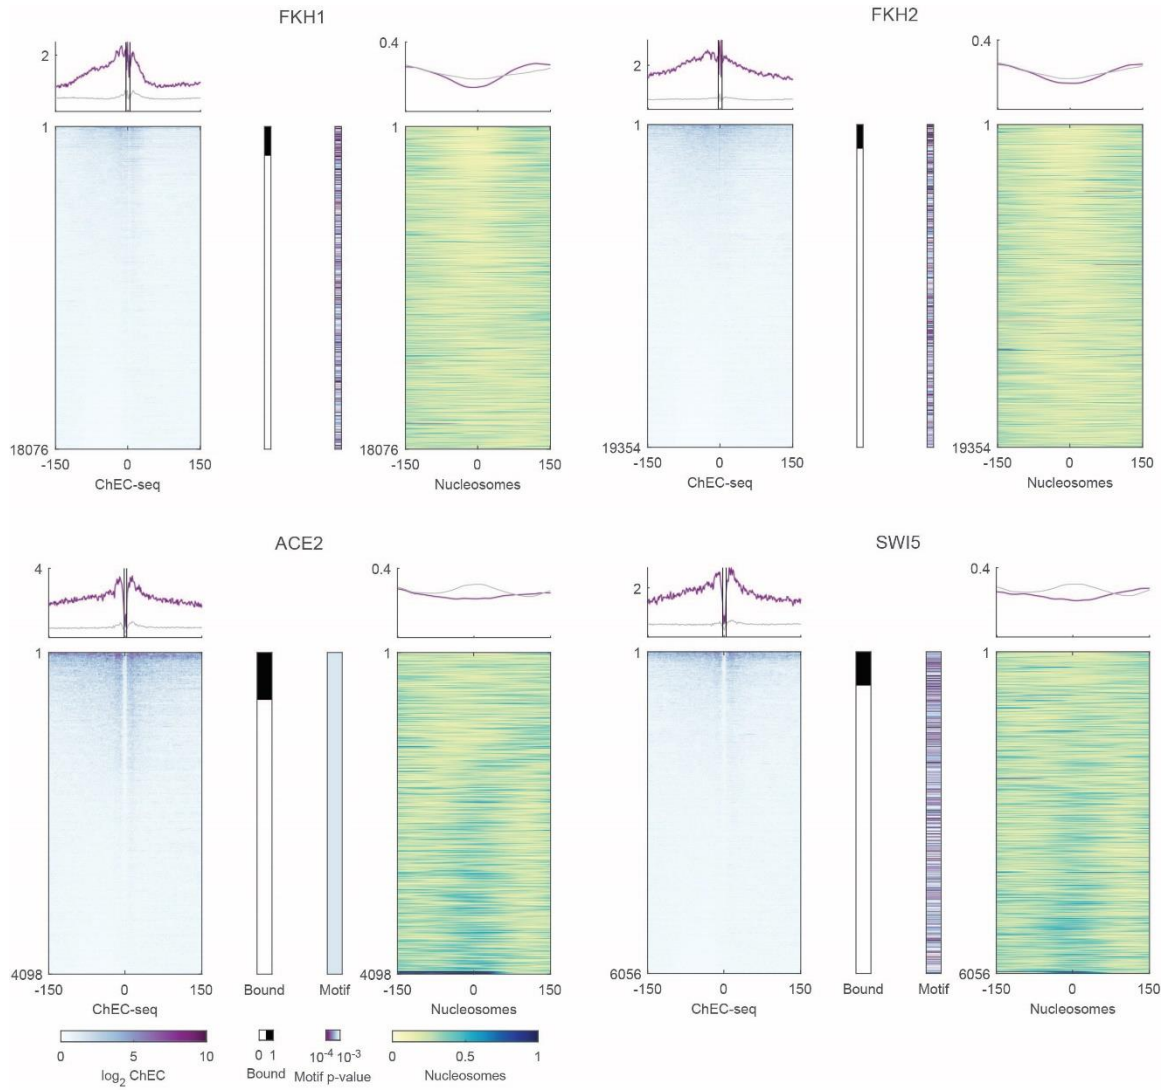 FKH1
FKH2
2
0.4
2
0.4
1
1
1
1
18076
18076
19354
19354
-150 0 150
-150 0 150
-150 0 150
-150 0 150
ChEC-seq
Nucleosomes
ChEC-seq
Nucleosomes
ACE2
SWI5
4
0.4
2
0.4
1
1
1
1
4098
4098
6056
6056
-150 0 150
Bound
Motif
-150 0 150
-150 0 150
Bound
Motif
-150 0 150
ChEC-seq
Nucleosomes
ChEC-seq
Nucleosomes
0 5 10
0 1
10⁻⁴ 10⁻³
0 0.5 1
log₂ ChEC
Bound
Motif p-value
Nucleosomes